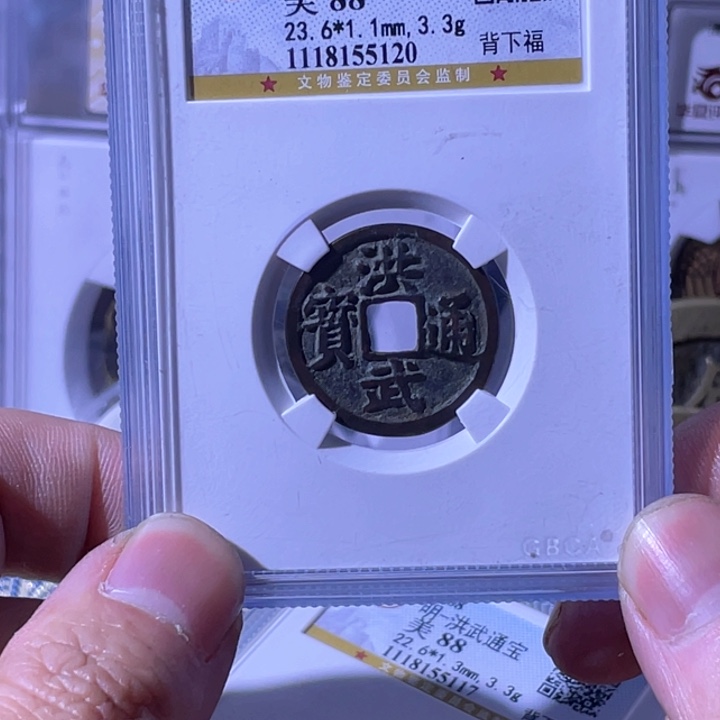 美 88
23.6*1.1mm, 3.3g
1118155120
背下福
文物鉴定委员会监制
洪武通寶
GBCA
明-洪武通宝
美 88
22.6*1.3mm, 3.3g
1118155117